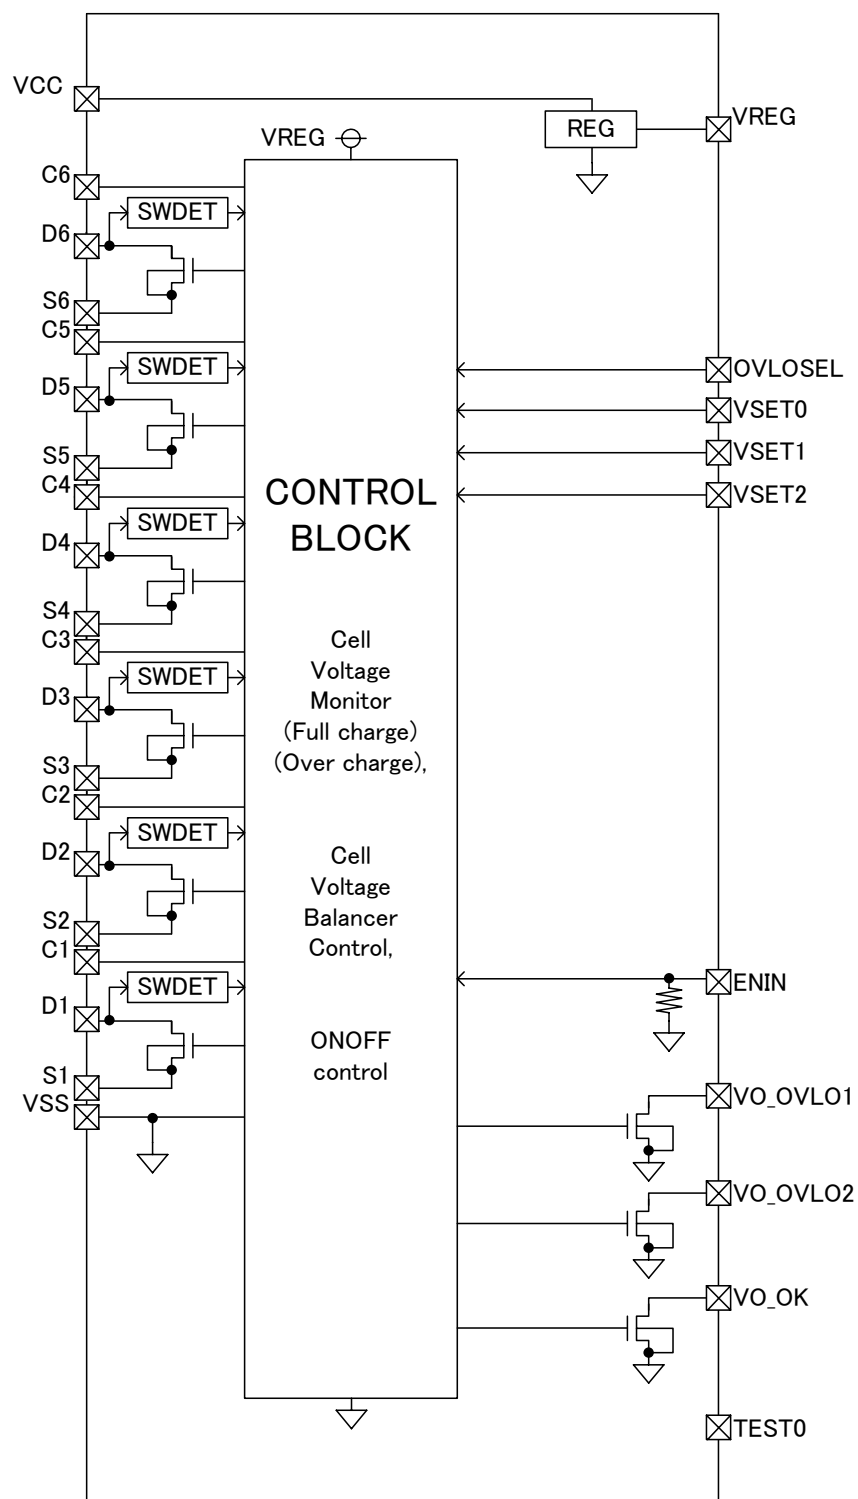 VCC
REG
VREG
VREG
C6
SWDET
D6
S6
C5
SWDET
D5
S5
C4
SWDET
D4
S4
C3
SWDET
D3
S3
C2
SWDET
D2
S2
C1
SWDET
D1
S1
VSS
CONTROL
BLOCK
Cell
Voltage
Monitor
(Full charge)
(Over charge),
Cell
Voltage
Balancer
Control,
ONOFF
control
OVLOSEL
VSET0
VSET1
VSET2
ENIN
VO_OVLO1
VO_OVLO2
VO_OK
TEST0